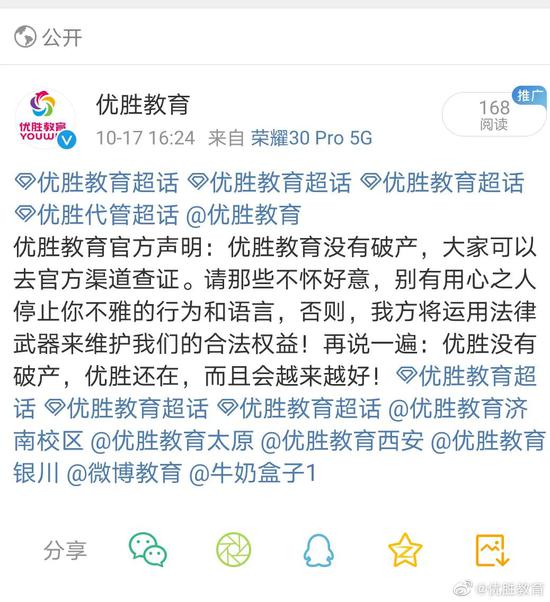 公开
优胜教育
YOUWIN
优胜教育
10-17 16:24 来自 荣耀30 Pro 5G
推广
168
阅读
优胜教育超话 优胜教育超话 优胜教育超话
优胜代管超话 @优胜教育
优胜教育官方声明：优胜教育没有破产，大家可以
去官方渠道查证。请那些不怀好意，别有用心之人
停止你不雅的行为和语言，否则，我方将运用法律
武器来维护我们的合法权益！再说一遍：优胜没有
破产，优胜还在，而且会越来越好！ 优胜教育超
话 优胜教育超话 优胜教育超话 @优胜教育济
南校区 @优胜教育太原 @优胜教育西安 @优胜教育
银川 @微博教育 @牛奶盒子1
分享
@优胜教育